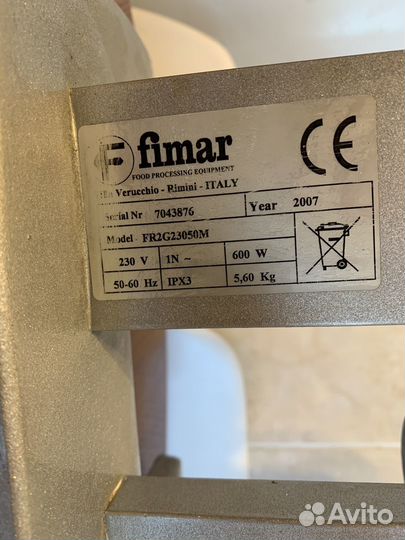 F fimar CE
FOOD PROCESSING EQUIPMENT
Verucchio - Rimini - ITALY
Serial Nr 7043876 Year 2007
Model - FR2G23050M
230 V 1N ~ 600 W
50-60 Hz IPX3 5,60 Kg
Avito